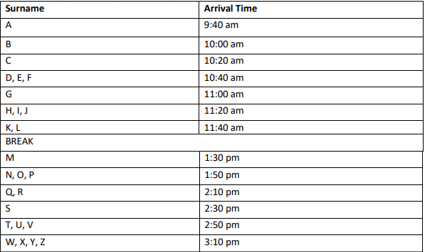 Surname Arrival Time
A 9:40 am
B 10:00 am
C 10:20 am
D, E, F 10:40 am
G 11:00 am
H, I, J 11:20 am
K, L 11:40 am
BREAK
M 1:30 pm
N, O, P 1:50 pm
Q, R 2:10 pm
S 2:30 pm
T, U, V 2:50 pm
W, X, Y, Z 3:10 pm